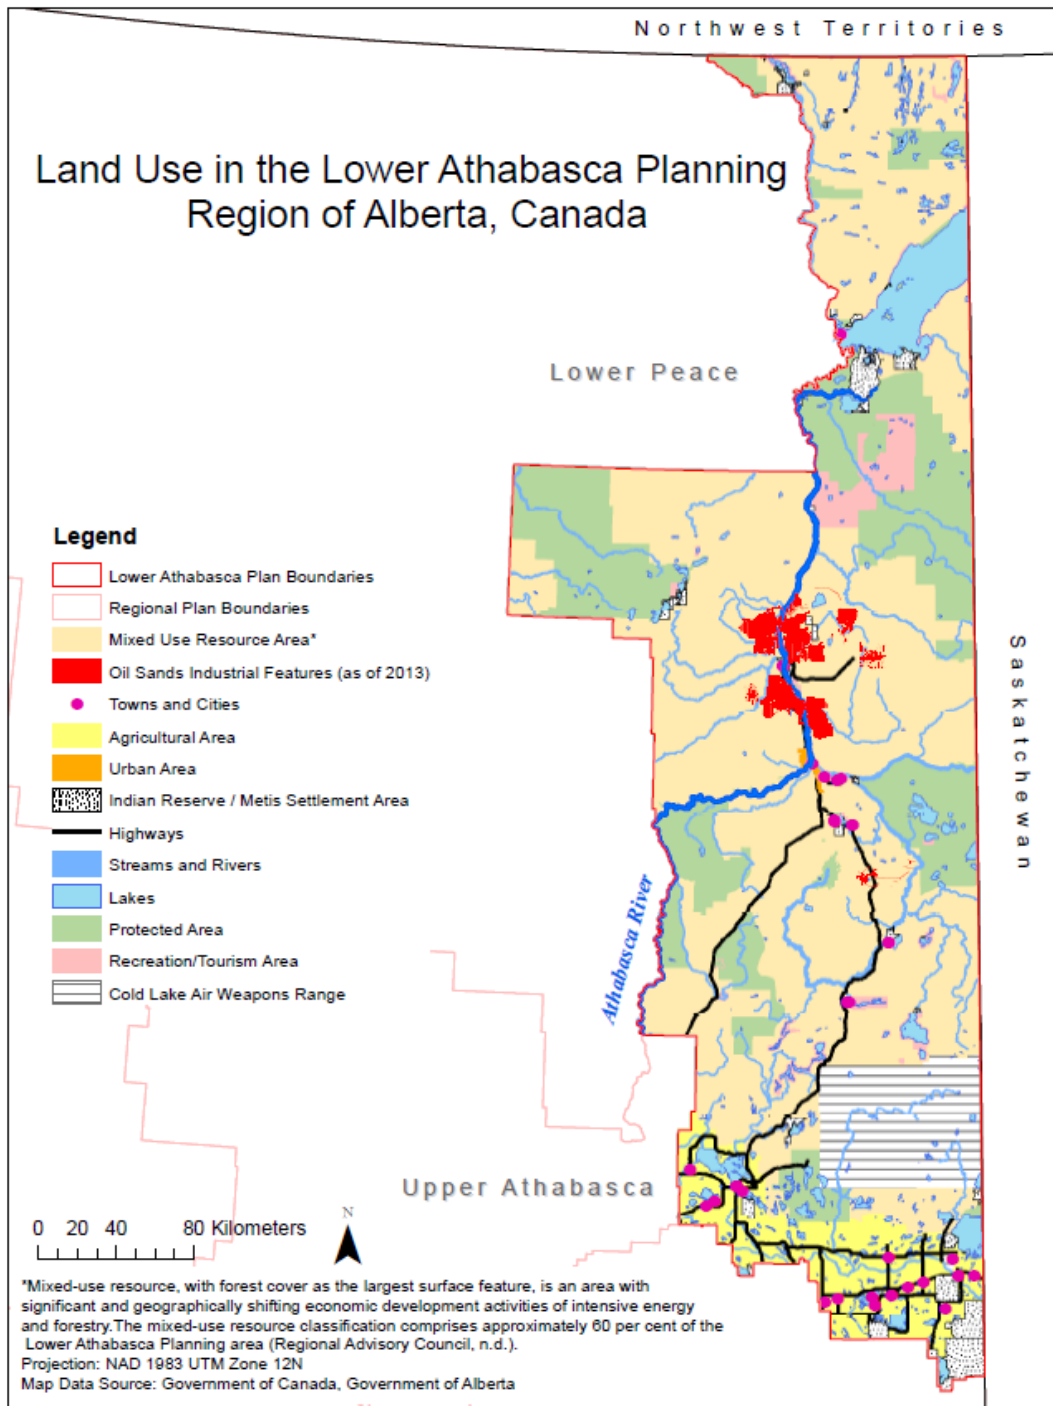 Northwest Territories
Land Use in the Lower Athabasca Planning
Region of Alberta, Canada
Lower Peace
Legend
Lower Athabasca Plan Boundaries
Regional Plan Boundaries
Mixed Use Resource Area*
Oil Sands Industrial Features (as of 2013)
Towns and Cities
Agricultural Area
Urban Area
Indian Reserve / Metis Settlement Area
Highways
Streams and Rivers
Lakes
Protected Area
Recreation/Tourism Area
Cold Lake Air Weapons Range
Saskatchewan
Athabasca River
Upper Athabasca
N
0 20 40 80 Kilometers
*Mixed-use resource, with forest cover as the largest surface feature, is an area with
significant and geographically shifting economic development activities of intensive energy
and forestry.The mixed-use resource classification comprises approximately 60 per cent of the
Lower Athabasca Planning area (Regional Advisory Council, n.d.).
Projection: NAD 1983 UTM Zone 12N
Map Data Source: Government of Canada, Government of Alberta